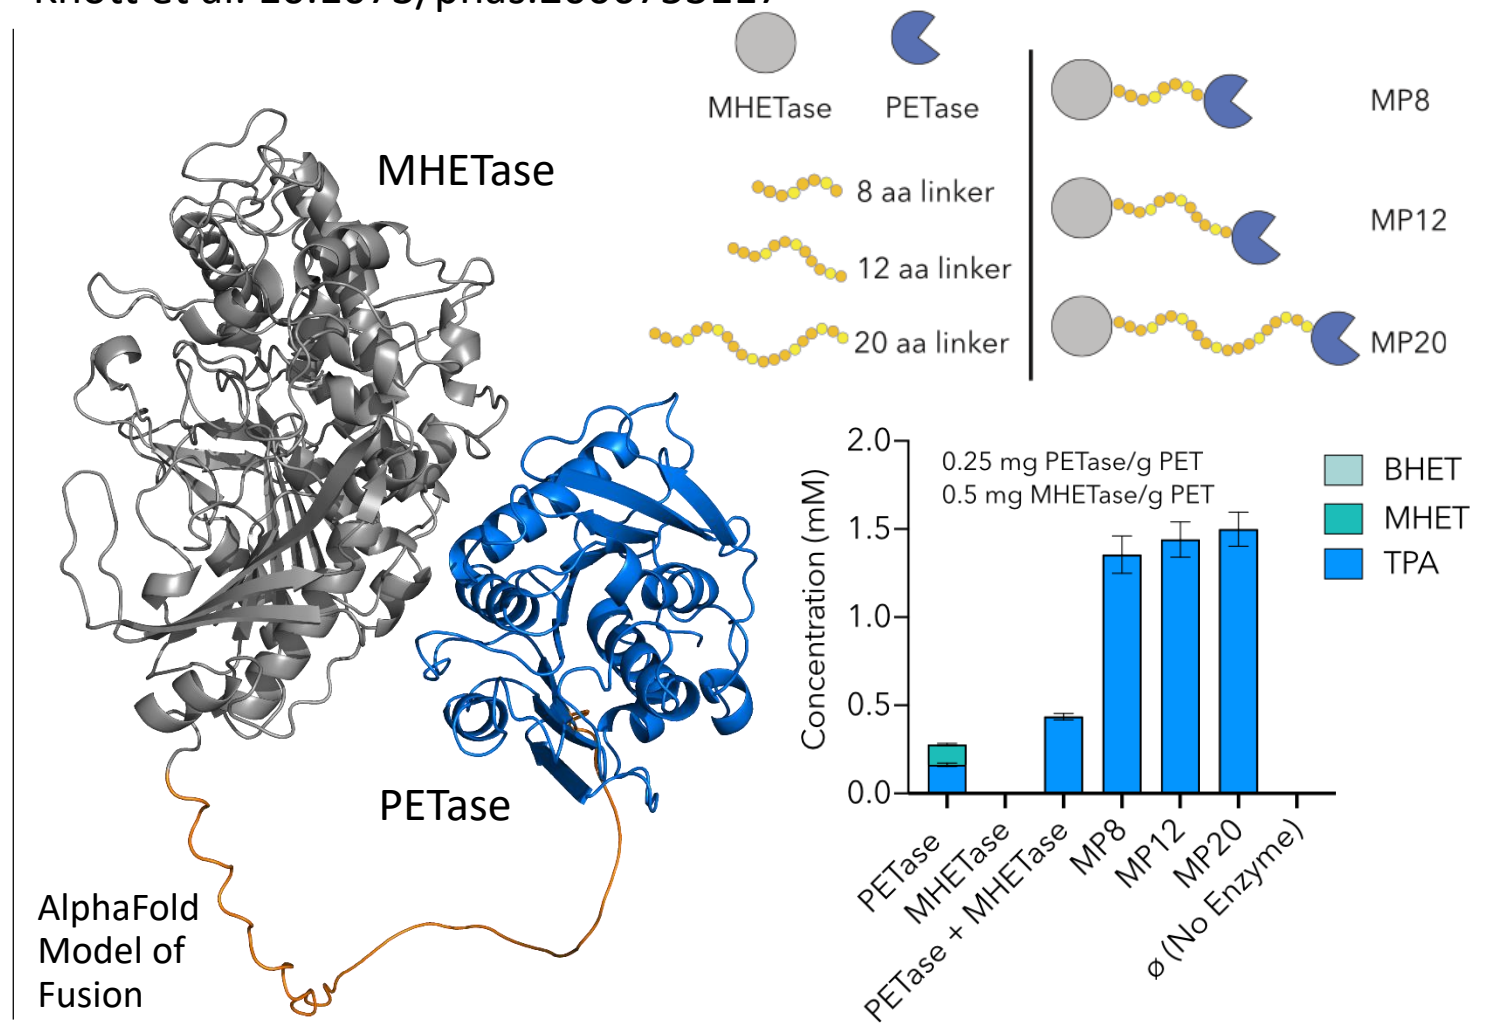 MHETase
PETase
AlphaFold
Model of
Fusion
MHETase
PETase
8 aa linker
12 aa linker
20 aa linker
MP8
MP12
MP20
0.25 mg PETase/g PET
0.5 mg MHETase/g PET
BHET
MHET
TPA
Concentration (mM)
2.0
1.5
1.0
0.5
0.0
PETase
MHETase
PETase + MHETase
MP8
MP12
MP20
ø (No Enzyme)